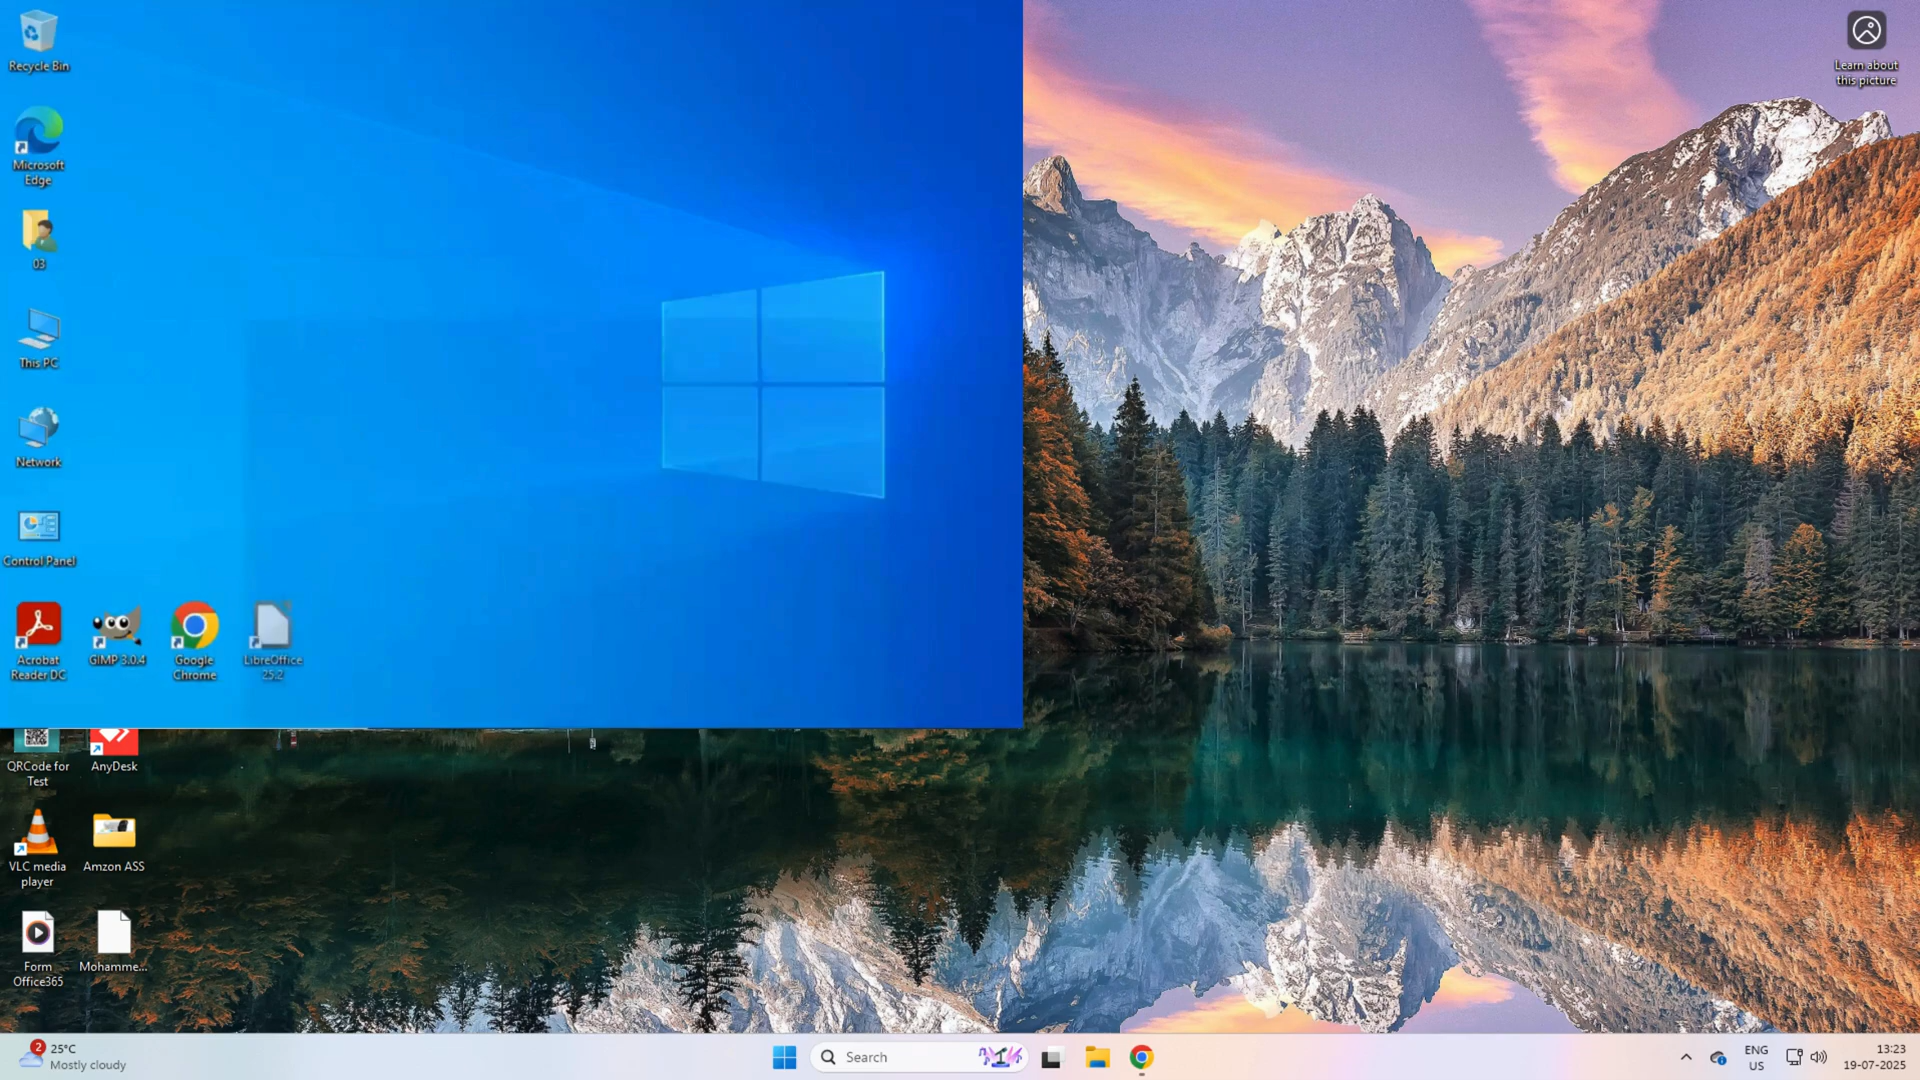 Recycle Bin
Learn about
this picture
Microsoft
Edge
03
This PC
Network
Control Panel
Acrobat
Reader DC
GIMP 3.0.4
Google
Chrome
LibreOffice
25.2
QRCode for
Test
AnyDesk
VLC media
player
Amzon ASS
Form
Office365
Mohamme...
2
25°C
Mostly cloudy
Search
ENG
US
13:23
19-07-2025